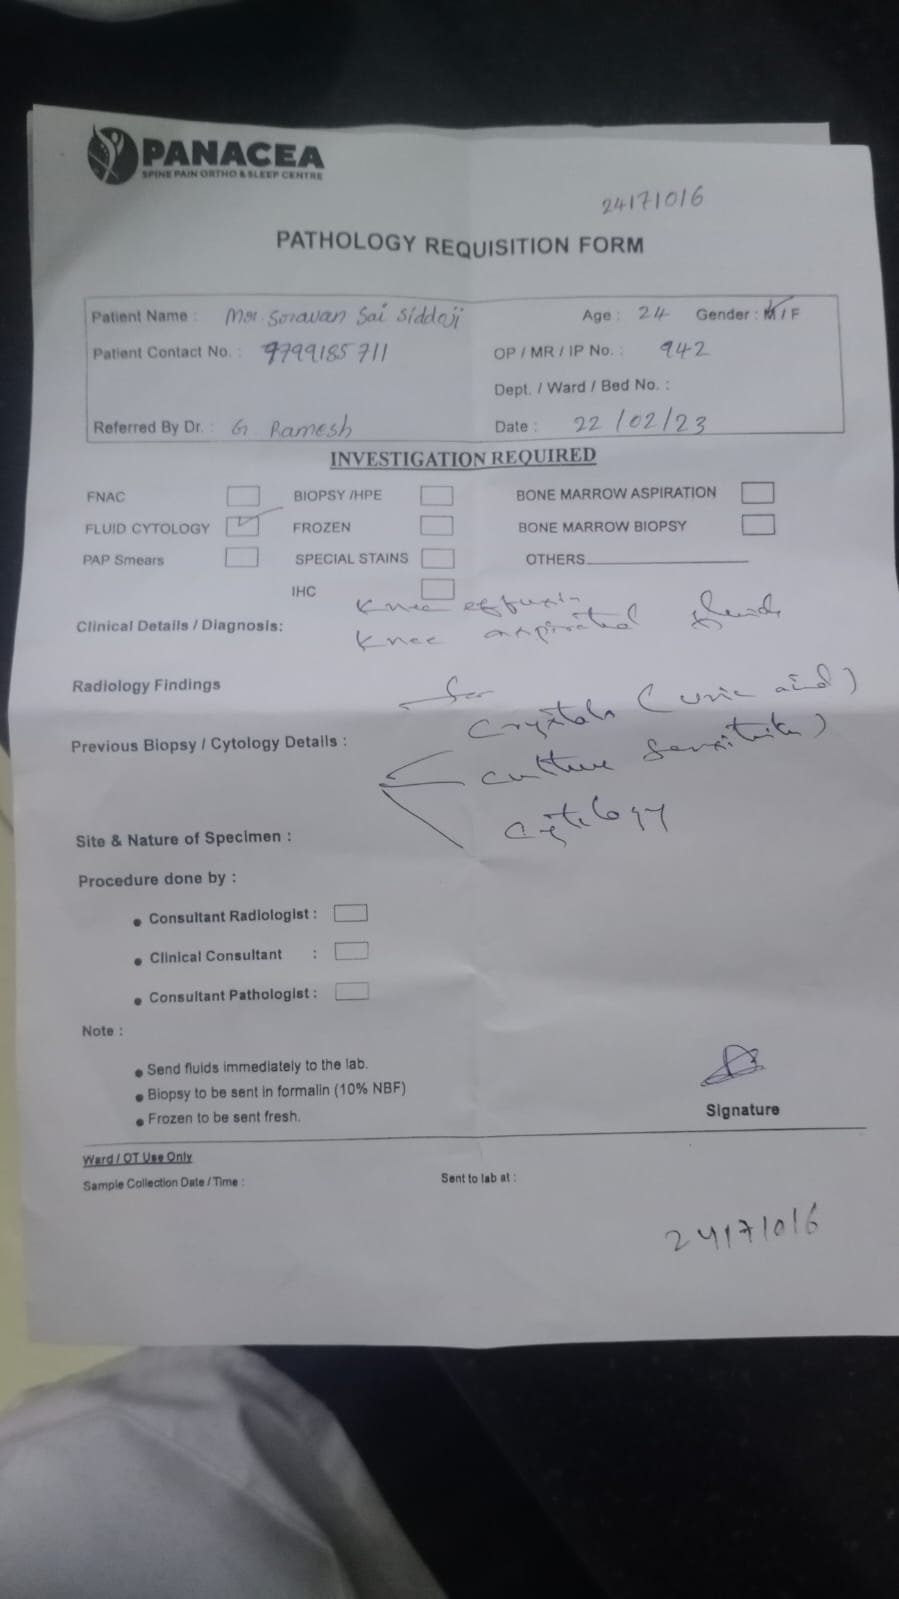 PANACEA
SPINE PAIN ORTHO & SLEEP CENTRE
24171016
PATHOLOGY REQUISITION FORM
Patient Name : Mr. Sravan Sai Siddoji Age : 24 Gender : M / F
Patient Contact No. : 9799185711 OP / MR / IP No. : 942
Dept. / Ward / Bed No. :
Referred By Dr. : G Ramesh Date : 22/02/23
INVESTIGATION REQUIRED
FNAC BIOPSY /HPE BONE MARROW ASPIRATION
FLUID CYTOLOGY FROZEN BONE MARROW BIOPSY
PAP Smears SPECIAL STAINS OTHERS
IHC
Knee effusion
Clinical Details / Diagnosis: Knee aspirated fluid
Radiology Findings for
Crystals (uric acid)
Previous Biopsy / Cytology Details : Culture Sensitivity)
Cytology
Site & Nature of Specimen :
Procedure done by :
Consultant Radiologist :
Clinical Consultant :
Consultant Pathologist :
Note :
Send fluids immediately to the lab.
Biopsy to be sent in formalin (10% NBF)
Frozen to be sent fresh.
Signature
Ward / OT Use Only
Sample Collection Date / Time : Sent to lab at :
24171016